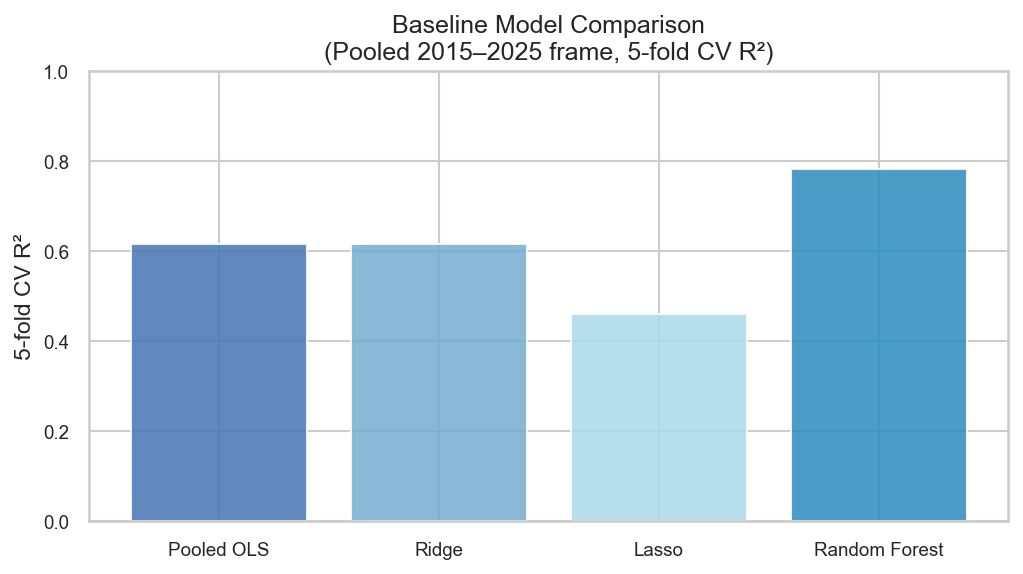 Baseline Model Comparison
(Pooled 2015–2025 frame, 5-fold CV R²)
5-fold CV R²
1.0
0.8
0.6
0.4
0.2
0.0
Pooled OLS
Ridge
Lasso
Random Forest